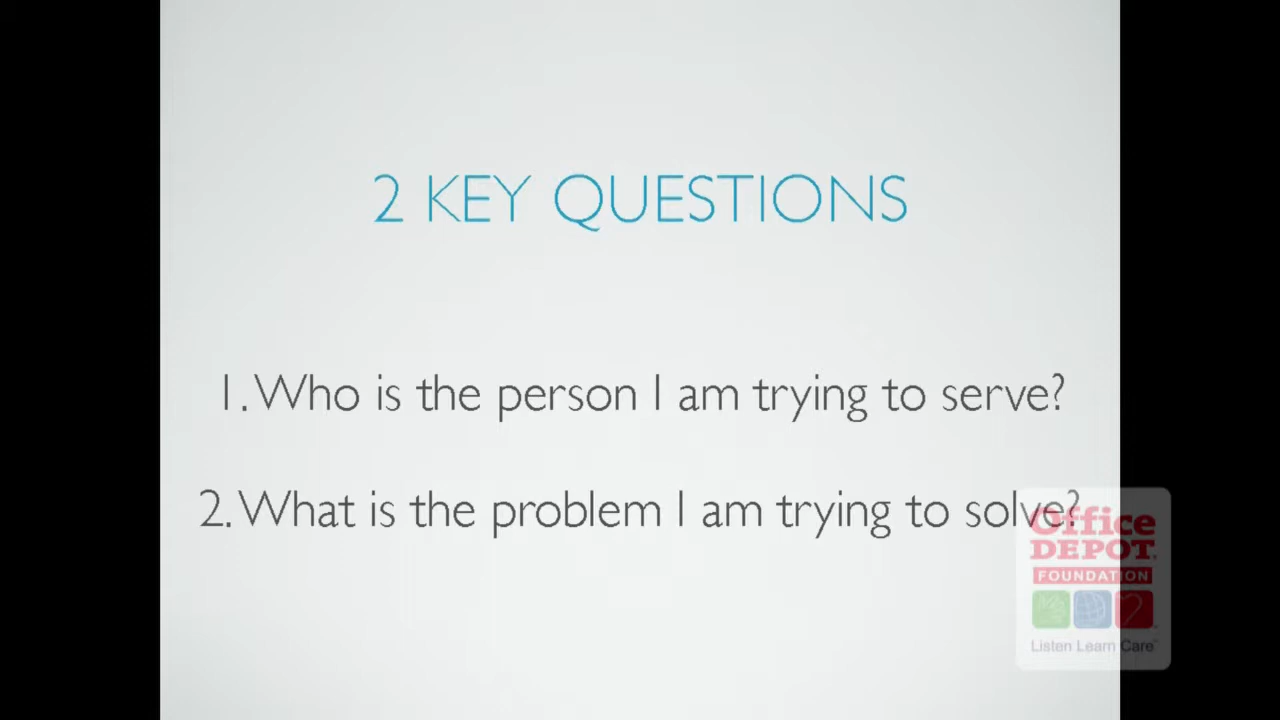 2 KEY QUESTIONS
1. Who is the person I am trying to serve?
2. What is the problem I am trying to solve?
Office
DEPOT
FOUNDATION
Listen Learn Care™